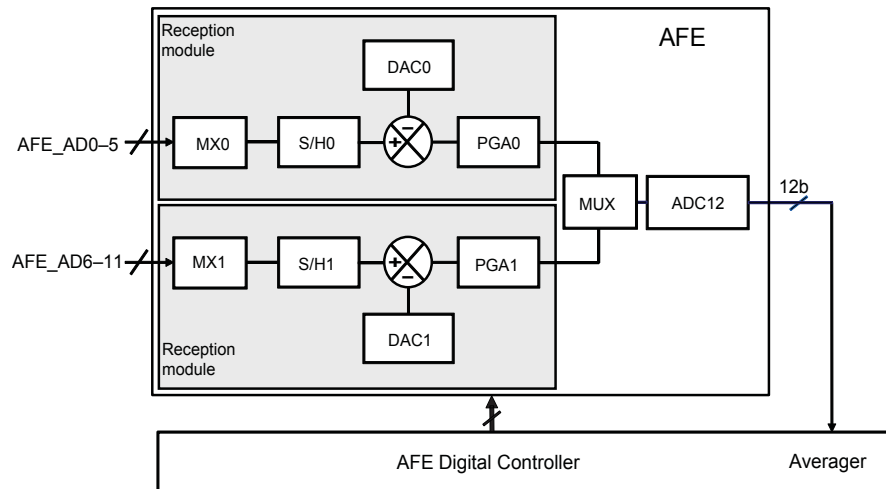 Reception
module
AFE
DAC0
AFE_AD0–5
MX0
S/H0
−
+
PGA0
12b
MUX
ADC12
AFE_AD6–11
MX1
S/H1
+
−
PGA1
DAC1
Reception
module
AFE Digital Controller
Averager